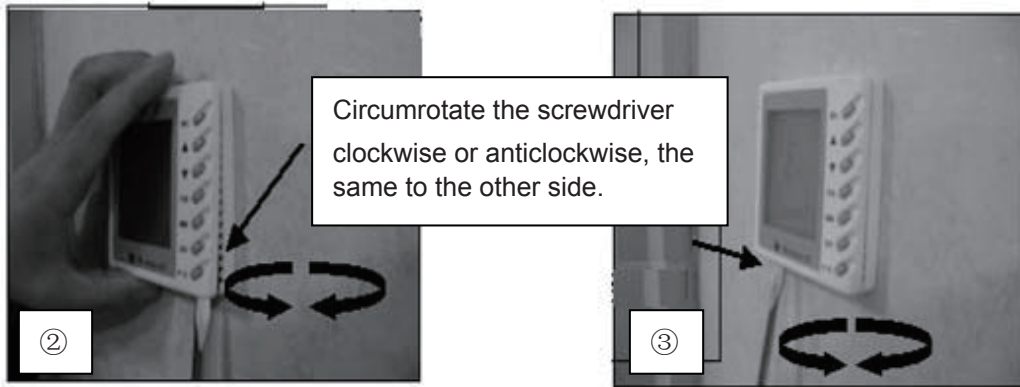 Circumrotate the screwdriver
clockwise or anticlockwise, the
same to the other side.
②
③